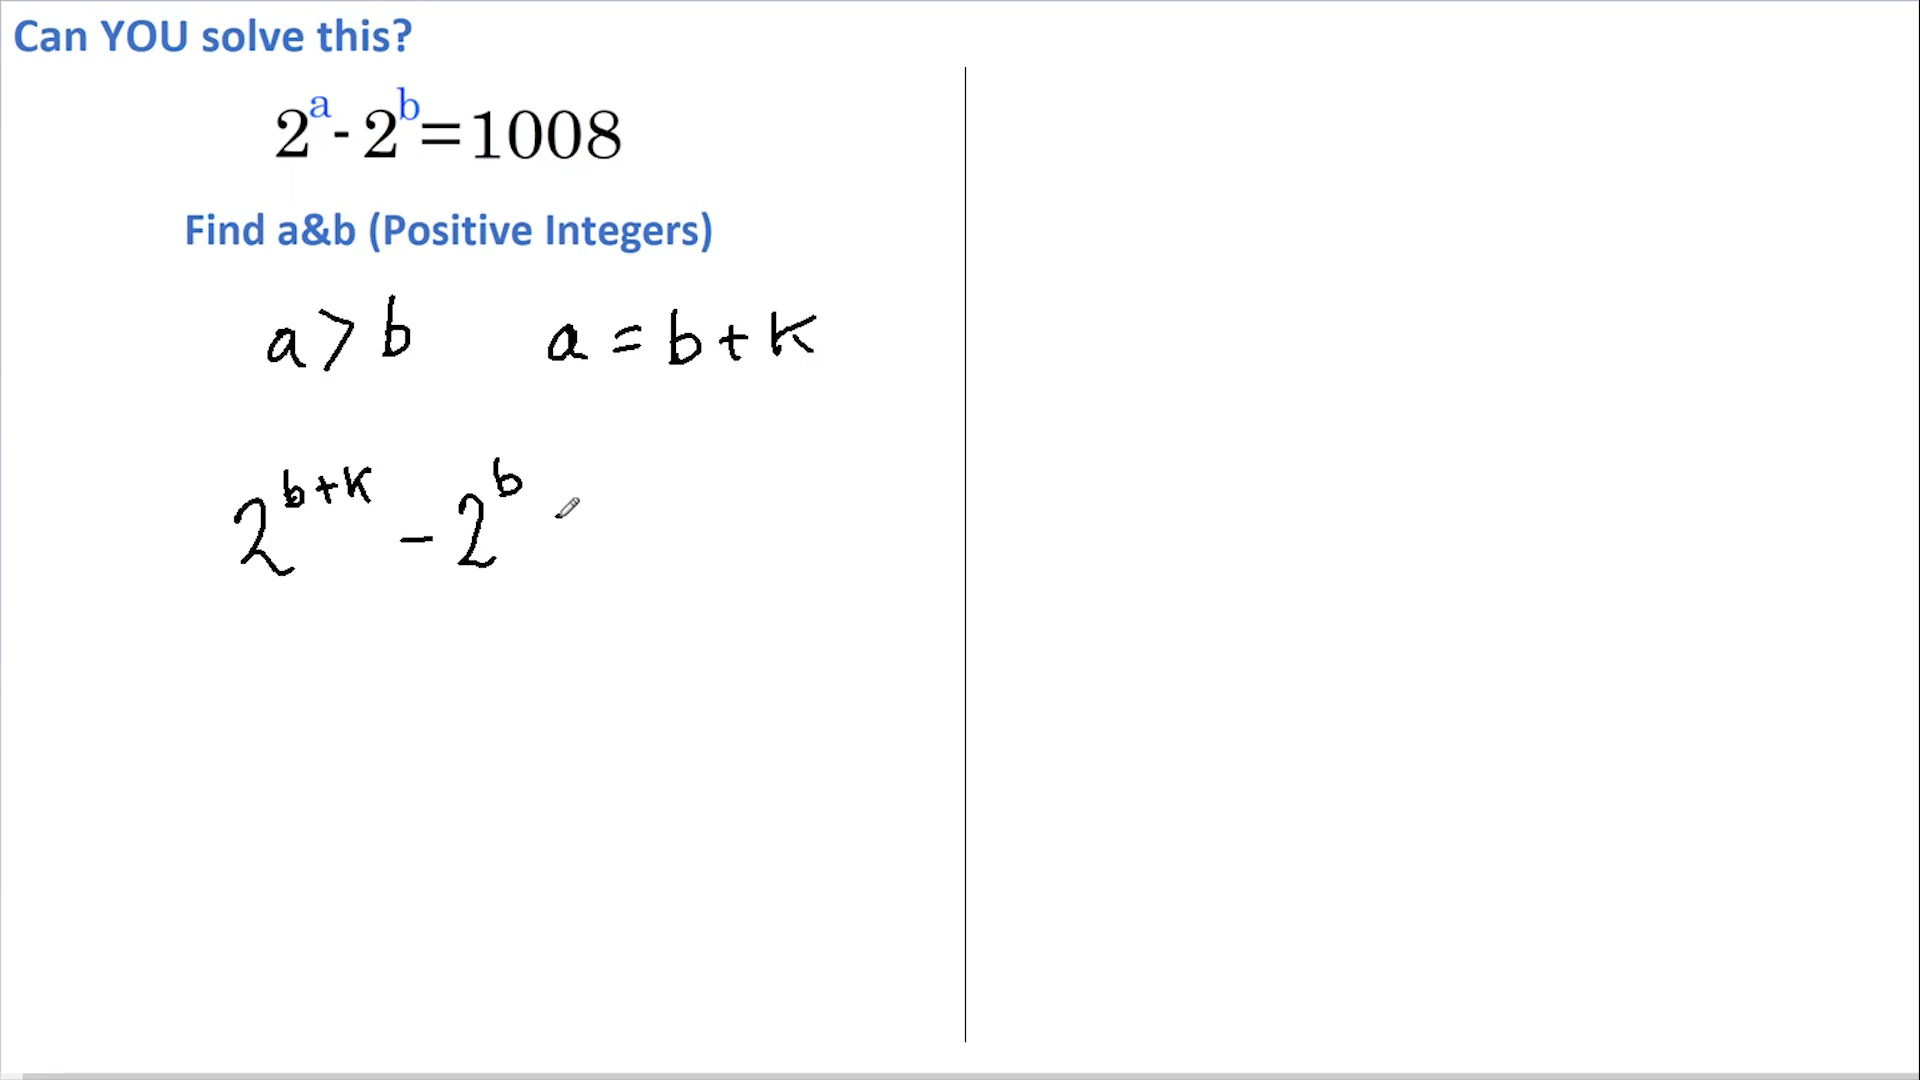 Can YOU solve this?
2^a - 2^b = 1008
Find a&b (Positive Integers)
a > b    a = b + k
2^{b+k} - 2^b